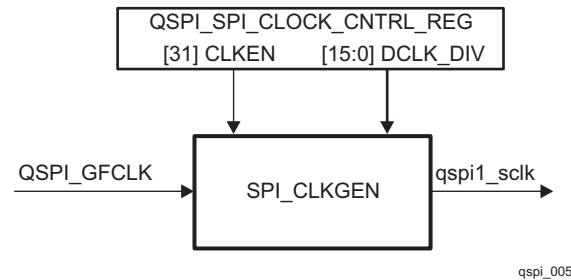 QSPI_SPI_CLOCK_CNTRL_REG
[31] CLKEN [15:0] DCLK_DIV
QSPI_GFCLK
SPI_CLKGEN
qspi1_sclk
qspi_005